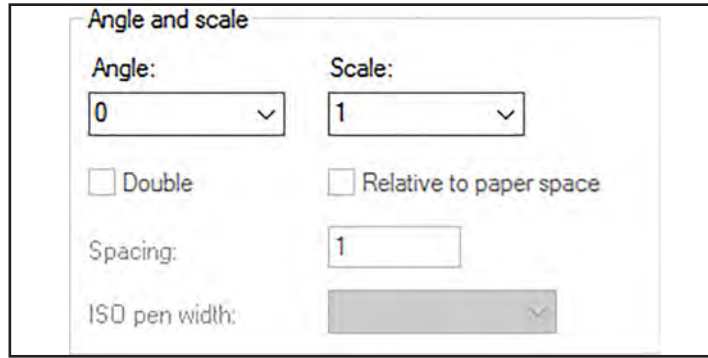 Angle and scale
Angle: Scale:
0 1
Double Relative to paper space
Spacing: 1
ISO pen width: